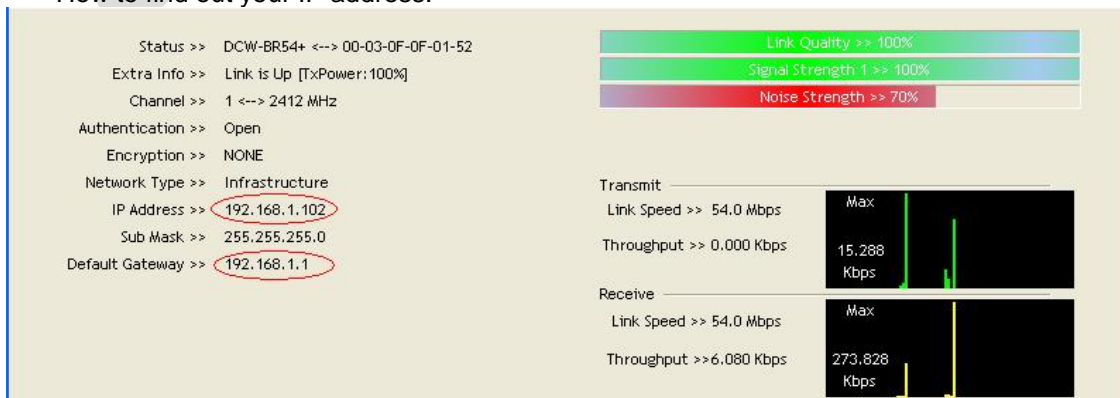 How to find out your IP address:
Status >> DCW-BR54+ <--> 00-03-0F-0F-01-52
Extra Info >> Link is Up [TxPower:100%]
Channel >> 1 <--> 2412 MHz
Authentication >> Open
Encryption >> NONE
Network Type >> Infrastructure
IP Address >> 192.168.1.102
Sub Mask >> 255.255.255.0
Default Gateway >> 192.168.1.1
Link Quality >> 100%
Signal Strength 1 >> 100%
Noise Strength >> 70%
Transmit
Link Speed >> 54.0 Mbps
Throughput >> 0.000 Kbps
Max
15.288
Kbps
Receive
Link Speed >> 54.0 Mbps
Throughput >>6.080 Kbps
Max
273.828
Kbps